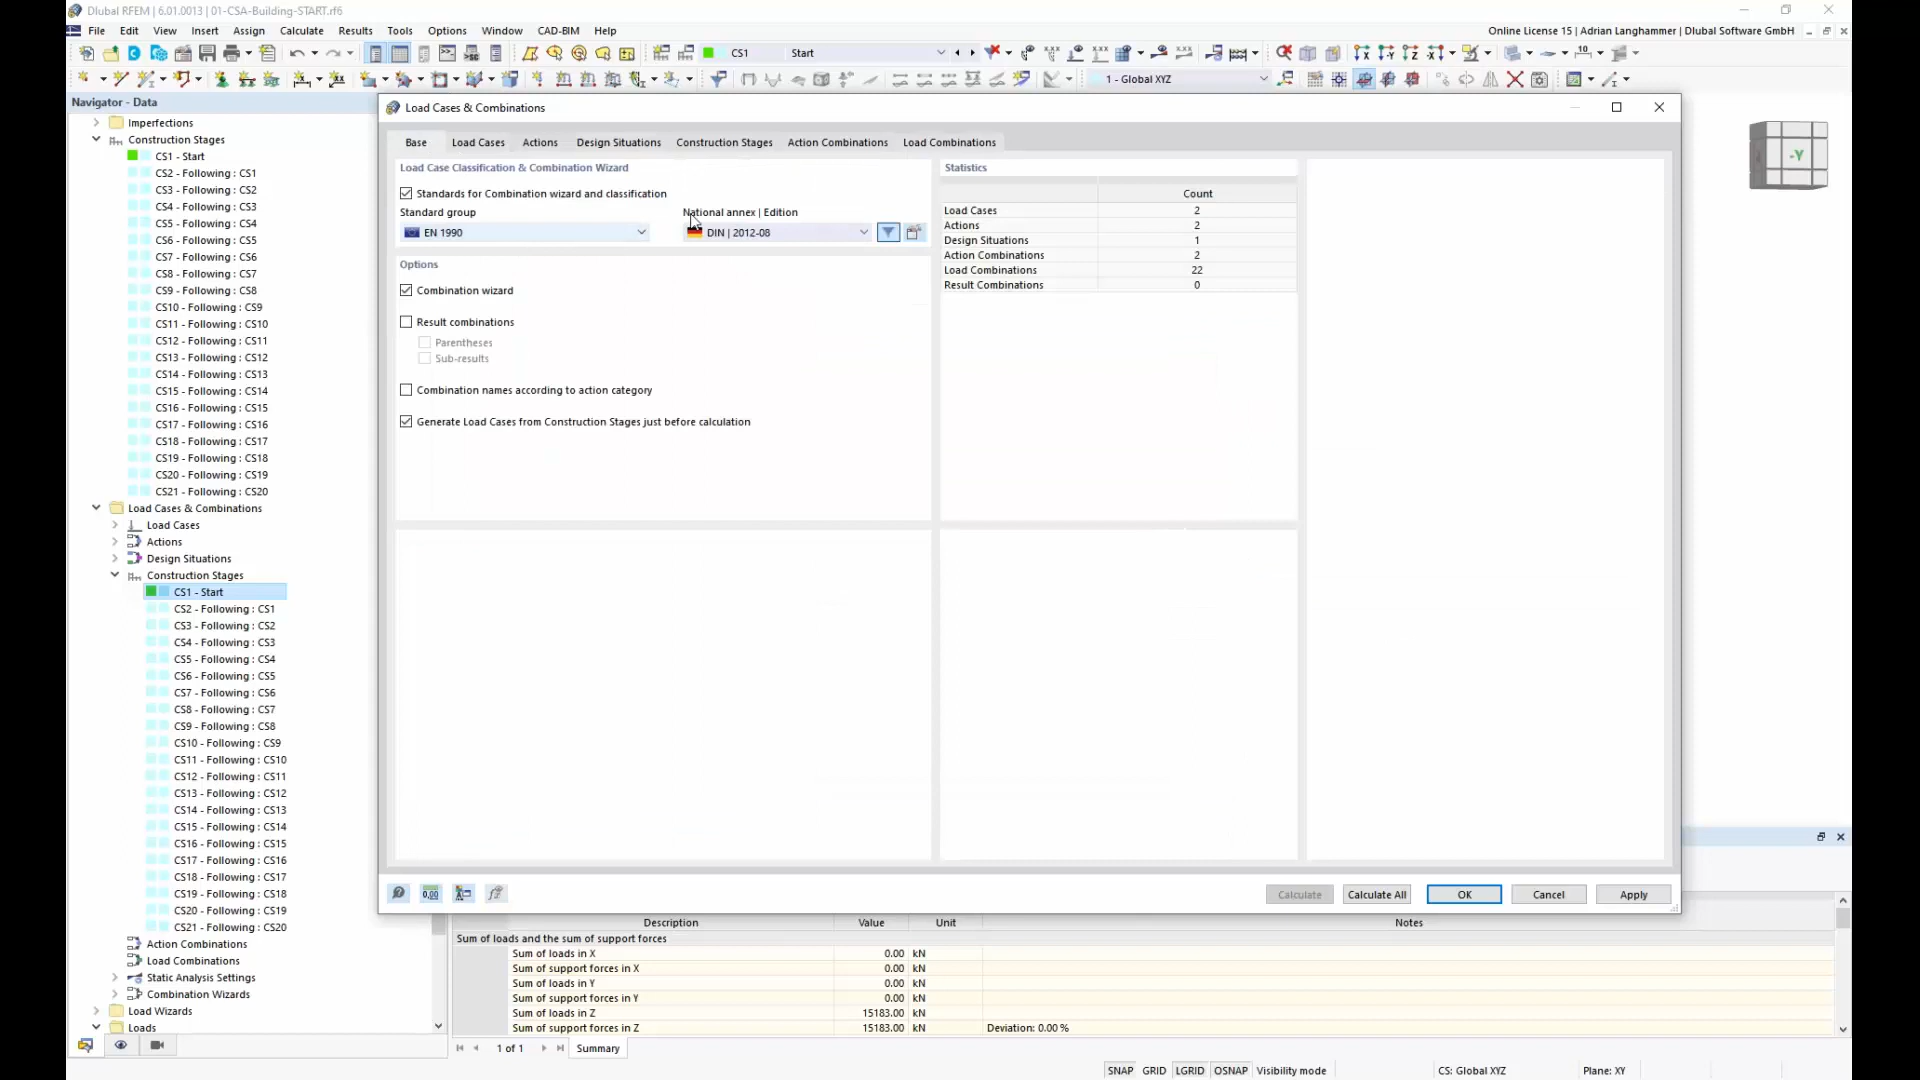 Dlubal RFEM | 6.01.0013 | 01-CSA-Building-START.rf6
File Edit View Insert Assign Calculate Results Tools Options Window CAD-BIM Help
Online License 15 | Adrian Langhammer | Dlubal Software GmbH
CS1 Start
1 - Global XYZ
Navigator - Data
Imperfections
Construction Stages
CS1 - Start
CS2 - Following : CS1
CS3 - Following : CS2
CS4 - Following : CS3
CS5 - Following : CS4
CS6 - Following : CS5
CS7 - Following : CS6
CS8 - Following : CS7
CS9 - Following : CS8
CS10 - Following : CS9
CS11 - Following : CS10
CS12 - Following : CS11
CS13 - Following : CS12
CS14 - Following : CS13
CS15 - Following : CS14
CS16 - Following : CS15
CS17 - Following : CS16
CS18 - Following : CS17
CS19 - Following : CS18
CS20 - Following : CS19
CS21 - Following : CS20
Load Cases & Combinations
Load Cases
Actions
Design Situations
Construction Stages
CS1 - Start
CS2 - Following : CS1
CS3 - Following : CS2
CS4 - Following : CS3
CS5 - Following : CS4
CS6 - Following : CS5
CS7 - Following : CS6
CS8 - Following : CS7
CS9 - Following : CS8
CS10 - Following : CS9
CS11 - Following : CS10
CS12 - Following : CS11
CS13 - Following : CS12
CS14 - Following : CS13
CS15 - Following : CS14
CS16 - Following : CS15
CS17 - Following : CS16
CS18 - Following : CS17
CS19 - Following : CS18
CS20 - Following : CS19
CS21 - Following : CS20
Action Combinations
Load Combinations
Static Analysis Settings
Combination Wizards
Load Wizards
Loads
Load Cases & Combinations
Base Load Cases Actions Design Situations Construction Stages Action Combinations Load Combinations
Load Case Classification & Combination Wizard
Standards for Combination wizard and classification
Standard group National annex | Edition
EN 1990 DIN | 2012-08
Options
Combination wizard
Result combinations
Parentheses
Sub-results
Combination names according to action category
Generate Load Cases from Construction Stages just before calculation
Statistics
Count
Load Cases 2
Actions 2
Design Situations 1
Action Combinations 2
Load Combinations 22
Result Combinations 0
-Y
0,00
Calculate Calculate All OK Cancel Apply
Description Value Unit Notes
Sum of loads and the sum of support forces
Sum of loads in X 0.00 kN
Sum of support forces in X 0.00 kN
Sum of loads in Y 0.00 kN
Sum of support forces in Y 0.00 kN
Sum of loads in Z 15183.00 kN
Sum of support forces in Z 15183.00 kN Deviation: 0.00 %
1 of 1 Summary
SNAP GRID LGRID OSNAP Visibility mode CS: Global XYZ Plane: XY